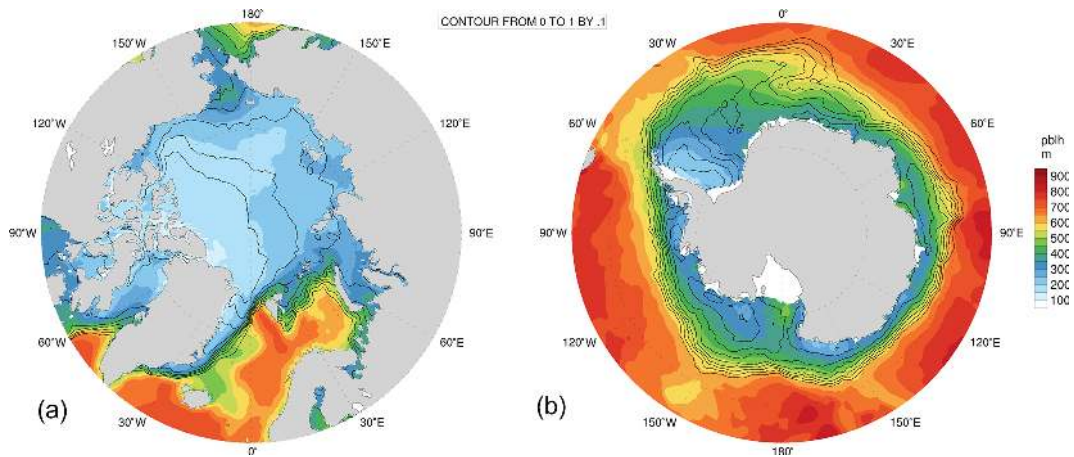 CONTOUR FROM 0 TO 1 BY .1
180°
150°W
150°E
120°W
120°E
90°W
90°E
60°W
60°E
30°W
30°E
0°
(a)
0°
30°W
30°E
60°W
60°E
90°W
90°E
120°W
120°E
150°W
150°E
180°
(b)
pblh
m
900
800
700
600
500
400
300
200
100